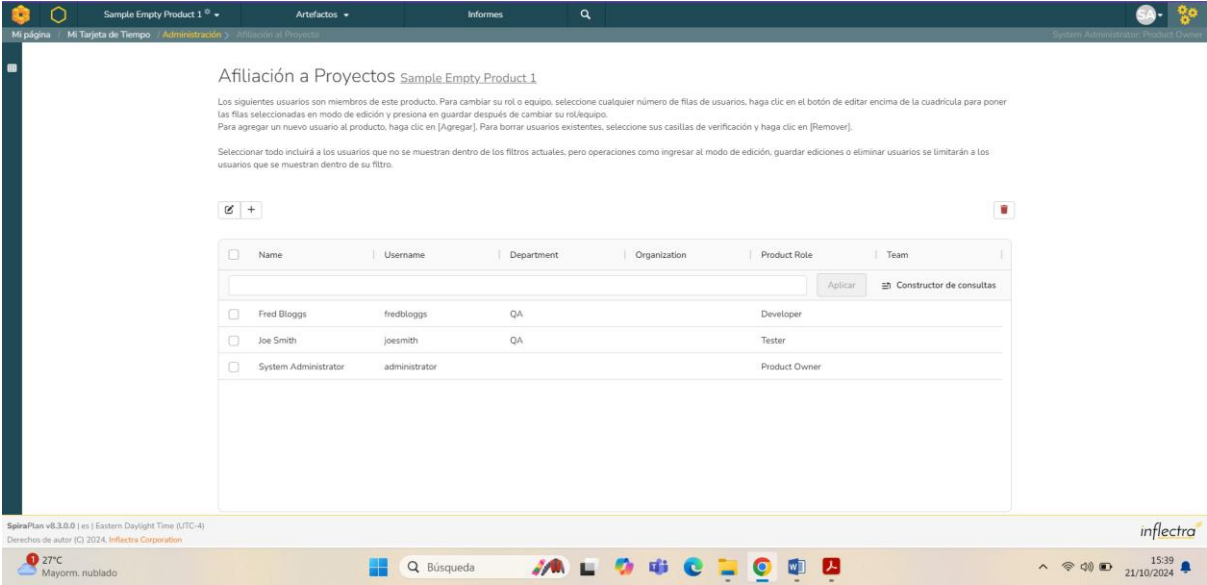 Sample Empty Product 1 Artefactos Informes SA
Mi página / Mi Tarjeta de Tiempo / Administración > Afiliación al Proyecto System Administrator: Product Owner
Afiliación a Proyectos Sample Empty Product 1
Los siguientes usuarios son miembros de este producto. Para cambiar su rol o equipo, seleccione cualquier número de filas de usuarios, haga clic en el botón de editar encima de la cuadrícula para poner
las filas seleccionadas en modo de edición y presiona en guardar después de cambiar su rol/equipo.
Para agregar un nuevo usuario al producto, haga clic en [Agregar]. Para borrar usuarios existentes, seleccione sus casillas de verificación y haga clic en [Remover].
Seleccionar todo incluirá a los usuarios que no se muestran dentro de los filtros actuales, pero operaciones como ingresar al modo de edición, guardar ediciones o eliminar usuarios se limitarán a los
usuarios que se muestran dentro de su filtro.
Name Username Department Organization Product Role Team
Aplicar Constructor de consultas
Fred Bloggs fredbloggs QA Developer
Joe Smith joesmith QA Tester
System Administrator administrator Product Owner
SpiraPlan v8.3.0.0 | es | Eastern Daylight Time (UTC-4)
Derechos de autor (C) 2024, Inflectra Corporation
inflectra
1 27°C
Mayorm. nublado
Búsqueda
15:39
21/10/2024